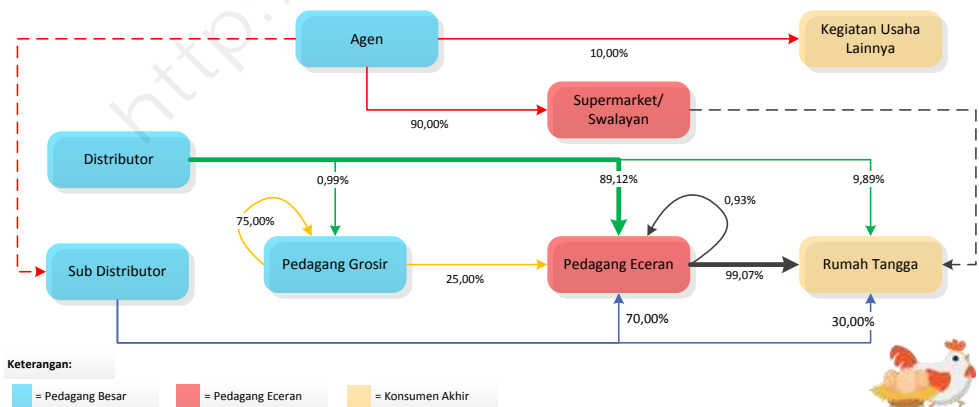 http:/
Agen
Kegiatan Usaha
Lainnya
10,00%
Supermarket/
Swalayan
90,00%
Distributor
0,99%
89,12%
9,89%
75,00%
0,93%
Sub Distributor
Pedagang Grosir
25,00%
Pedagang Eceran
99,07%
Rumah Tangga
70,00%
30,00%
Keterangan:
= Pedagang Besar
= Pedagang Eceran
= Konsumen Akhir